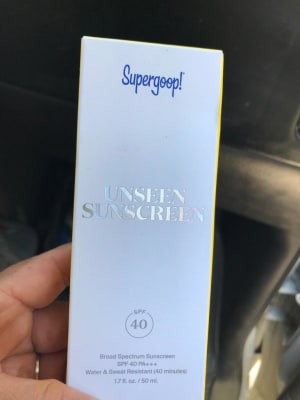 Supergoop!
UNSEEN
SUNSCREEN
SPF
40
Broad Spectrum Sunscreen
SPF 40 PA+++
Water & Sweat Resistant (40 minutes)
1.7 fl. oz. / 50 mL